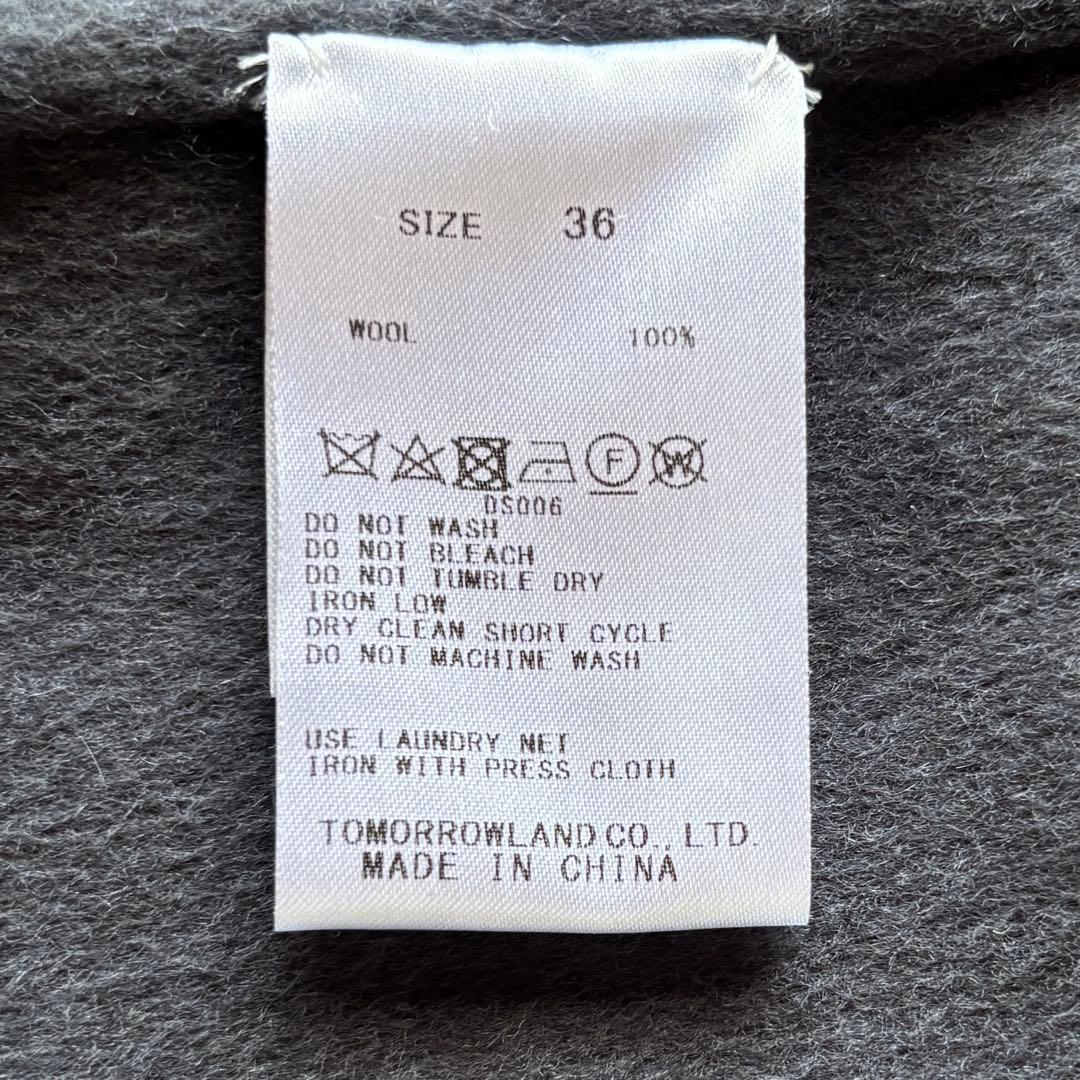 SIZE 36
WOOL 100%
F W
DS006
DO NOT WASH
DO NOT BLEACH
DO NOT TUMBLE DRY
IRON LOW
DRY CLEAN SHORT CYCLE
DO NOT MACHINE WASH
USE LAUNDRY NET
IRON WITH PRESS CLOTH
TOMORROWLAND CO., LTD.
MADE IN CHINA